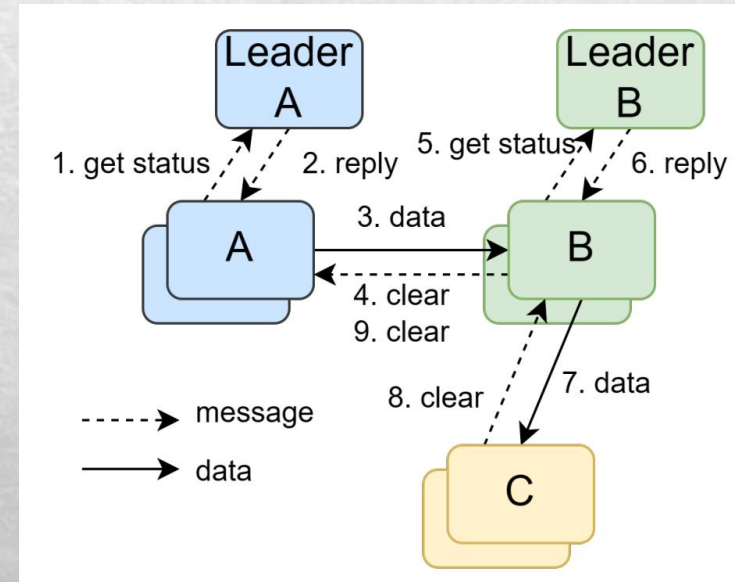 Leader
A
Leader
B
1. get status
2. reply
5. get status
6. reply
A
3. data
B
4. clear
9. clear
8. clear
7. data
message
data
C